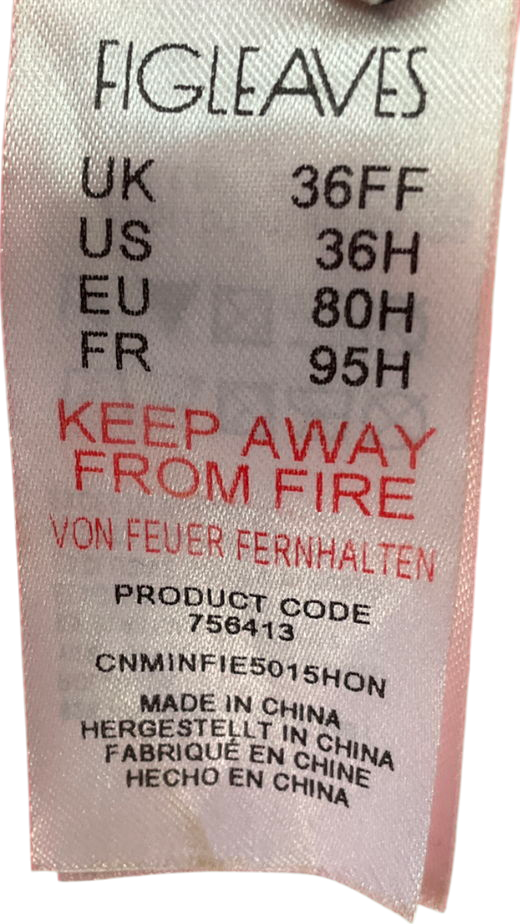 FIGLEAVES
UK 36FF
US 36H
EU 80H
FR 95H
KEEP AWAY
FROM FIRE
VON FEUER FERNHALTEN
PRODUCT CODE
756413
CNMINFIE5015HON
MADE IN CHINA
HERGESTELLT IN CHINA
FABRIQUÉ EN CHINE
HECHO EN CHINA